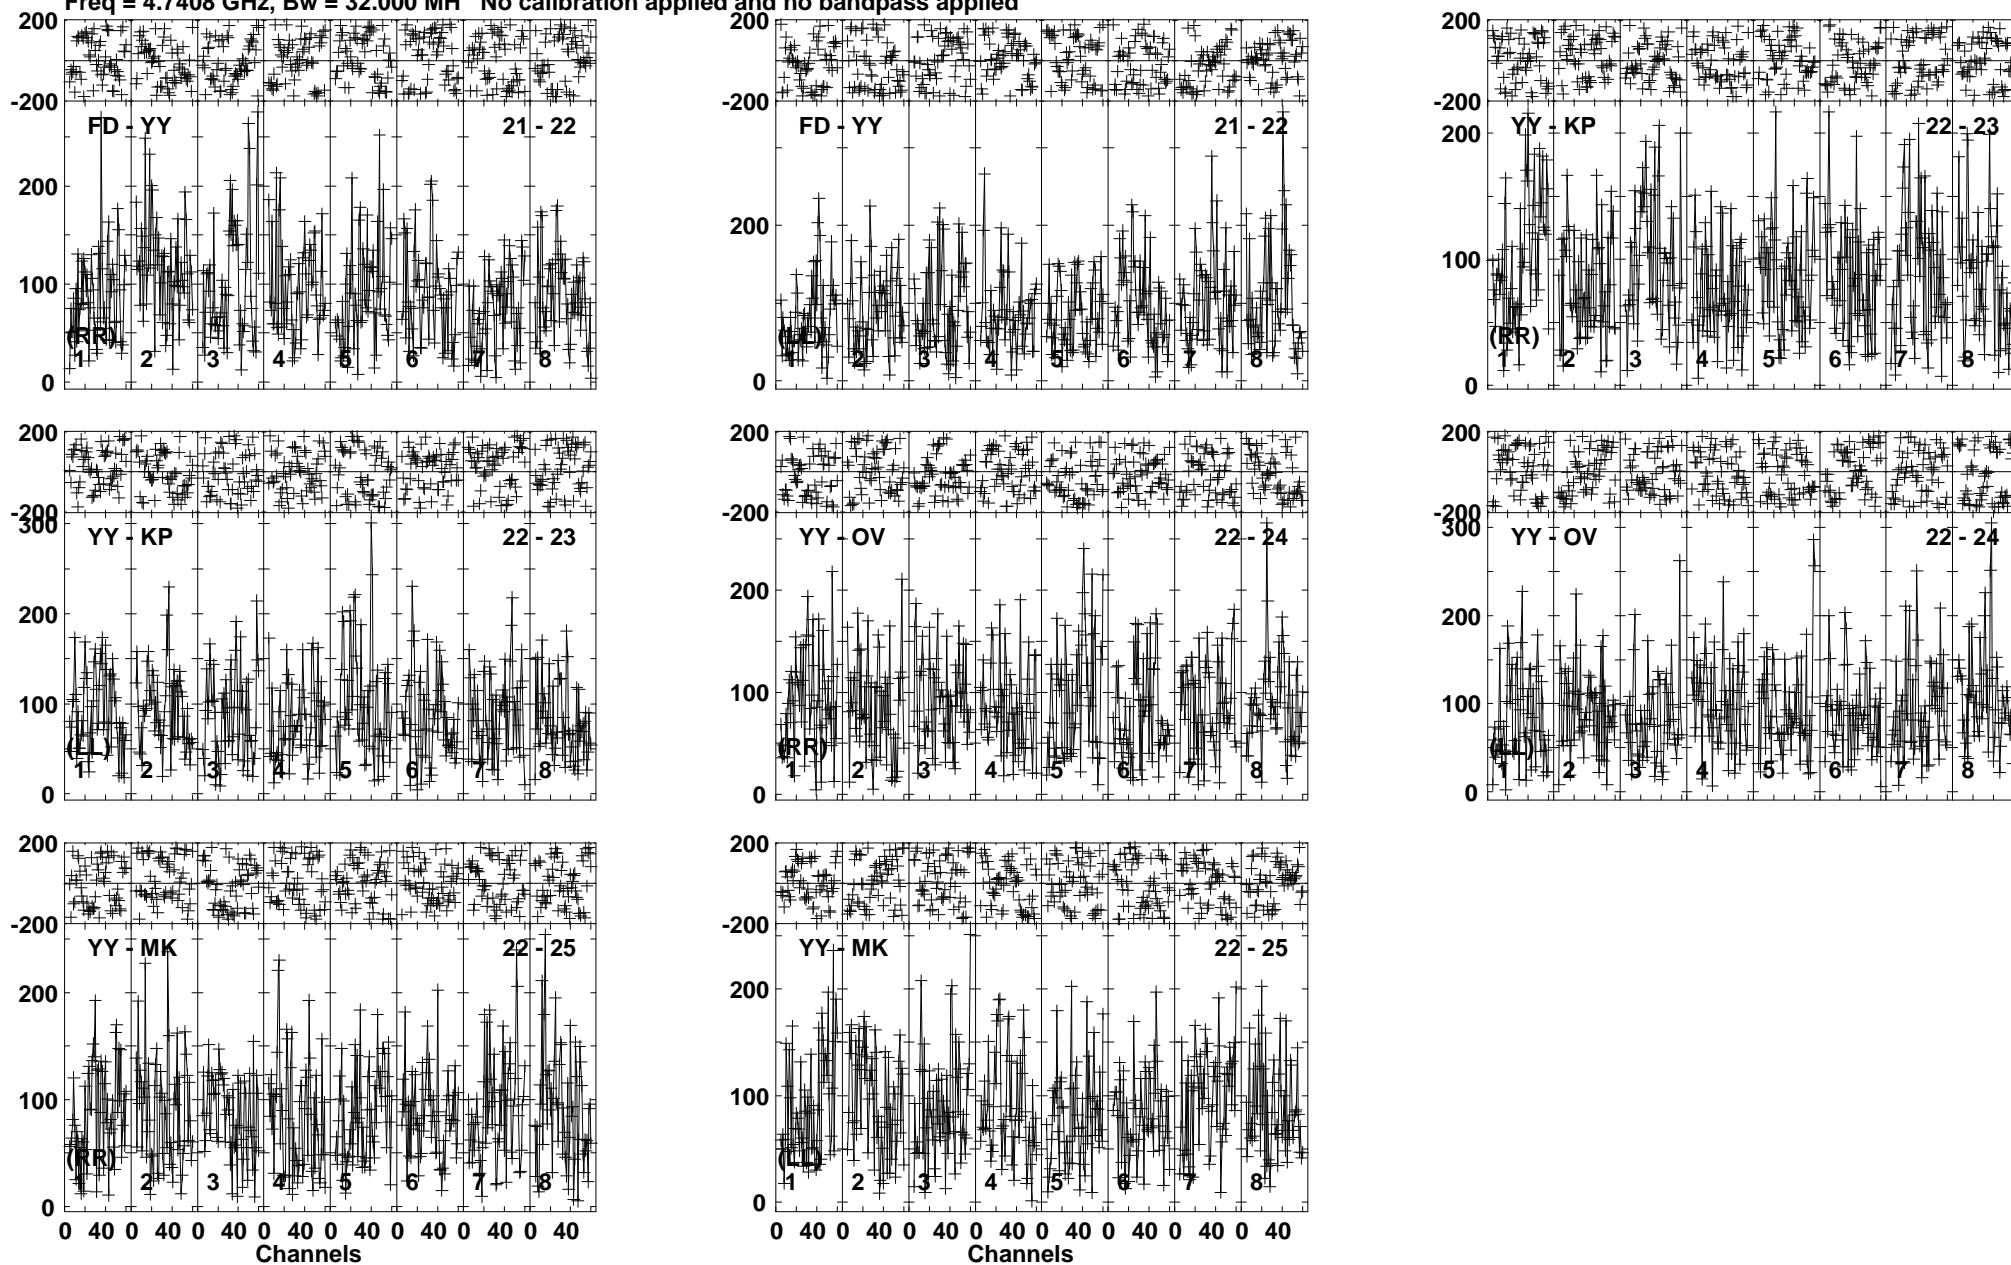 Freq = 4.7408 GHz, Bw = 32.000 MH No calibration applied and no bandpass applied
200 200 200
-200 -200 -200
FD - YY 21 - 22 FD - YY 21 - 22 YY - KP 22 - 23
200 200 200
100 100
(RR) (LL) (RR)
1 2 3 4 5 6 7 8 1 2 3 4 5 6 7 8 1 2 3 4 5 6 7 8
0 0 0
200 200 200
-200 -200 -200
300 300
YY - KP 22 - 23 YY - OV 22 - 24 YY - OV 22 - 24
200 200 200
100 100 100
(LL) (RR) (LL)
1 2 3 4 5 6 7 8 1 2 3 4 5 6 7 8 1 2 3 4 5 6 7 8
0 0 0
200 200
-200 -200
YY - MK 22 - 25 YY - MK 22 - 25
200 200
100 100
(RR) (LL)
1 2 3 4 5 6 7 8 1 2 3 4 5 6 7 8
0 0
0 40 0 40 0 40 0 40 0 40 0 40 0 40 0 40 0 40 0 40 0 40 0 40 0 40 0 40 0 40 0 40
Channels Channels